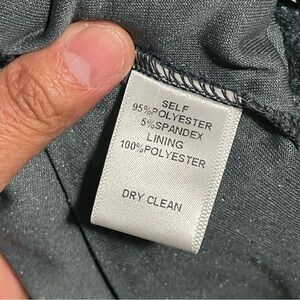 SELF
95%POLYESTER
5%SPANDEX
LINING
100%POLYESTER
DRY CLEAN